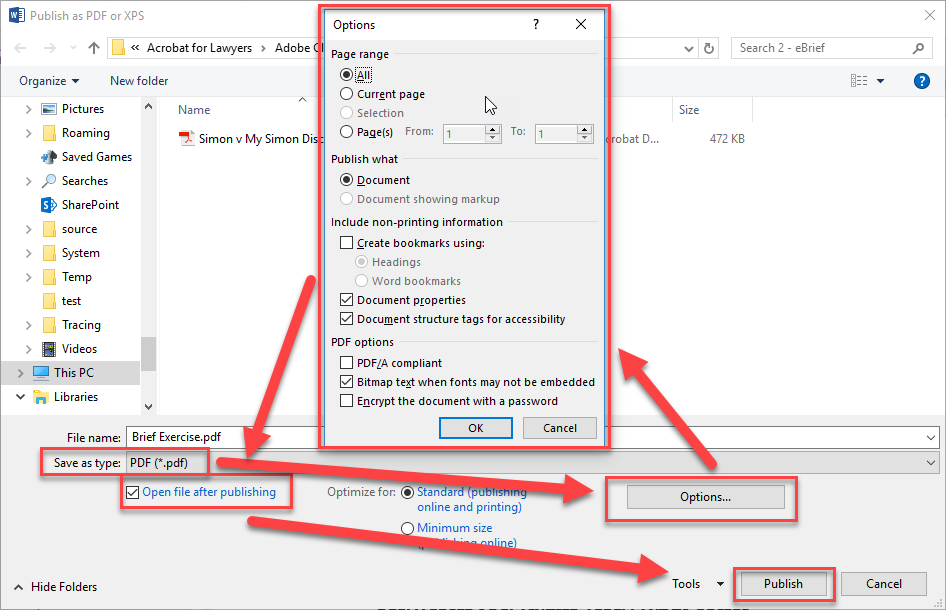 Publish as PDF or XPS
« Acrobat for Lawyers › Adobe
Search 2 - eBrief
Organize
New folder
Pictures
Roaming
Saved Games
Searches
SharePoint
source
System
Temp
test
Tracing
Videos
This PC
Libraries
Name
Size
Simon v My Simon Disc
crobat D...
472 KB
Options
?
Page range
All
Current page
Selection
Page(s)
From:
1
To:
1
Publish what
Document
Document showing markup
Include non-printing information
Create bookmarks using:
Headings
Word bookmarks
Document properties
Document structure tags for accessibility
PDF options
PDF/A compliant
Bitmap text when fonts may not be embedded
Encrypt the document with a password
OK
Cancel
File name:
Brief Exercise.pdf
Save as type:
PDF (*.pdf)
Open file after publishing
Optimize for:
Standard (publishing
online and printing)
Minimum size
(publishing online)
Options...
Hide Folders
Tools
Publish
Cancel